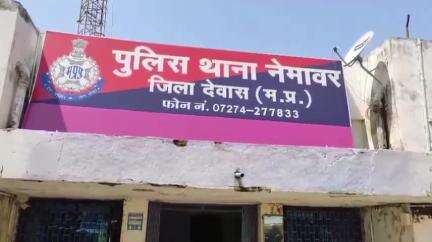 पुलिस थाना नेमावर
जिला देवास (म.प्र.)
फोन नं. 07274-277833